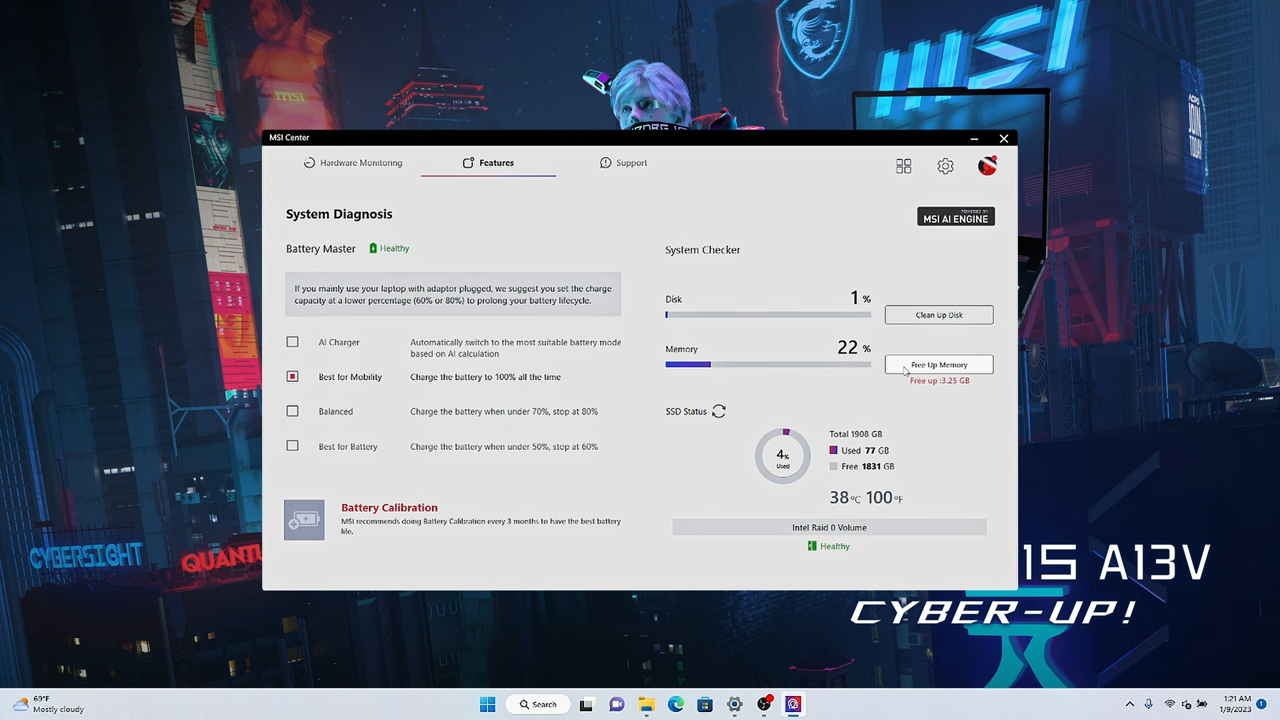 msi
MSI
MSI Center
Hardware Monitoring
Features
Support
System Diagnosis
POWERED BY
MSI AI ENGINE
Battery Master
Healthy
System Checker
If you mainly use your laptop with adaptor plugged, we suggest you set the charge
capacity at a lower percentage (60% or 80%) to prolong your battery lifecycle.
Disk
1 %
Clean Up Disk
AI Charger
Automatically switch to the most suitable battery mode
based on AI calculation
Memory
22 %
Free Up Memory
Free up :3.25 GB
Best for Mobility
Charge the battery to 100% all the time
Balanced
Charge the battery when under 70%, stop at 80%
SSD Status
Best for Battery
Charge the battery when under 50%, stop at 60%
4%
Used
Total 1908 GB
Used 77 GB
Free 1831 GB
38°C 100°F
Battery Calibration
MSI recommends doing Battery Calibration every 3 months to have the best battery
life.
Intel Raid 0 Volume
Healthy
CYBERSIGHT
QUANTU
15 A13V
CYBER-UP!
69°F
Mostly cloudy
Search
1:21 AM
1/9/2023
1